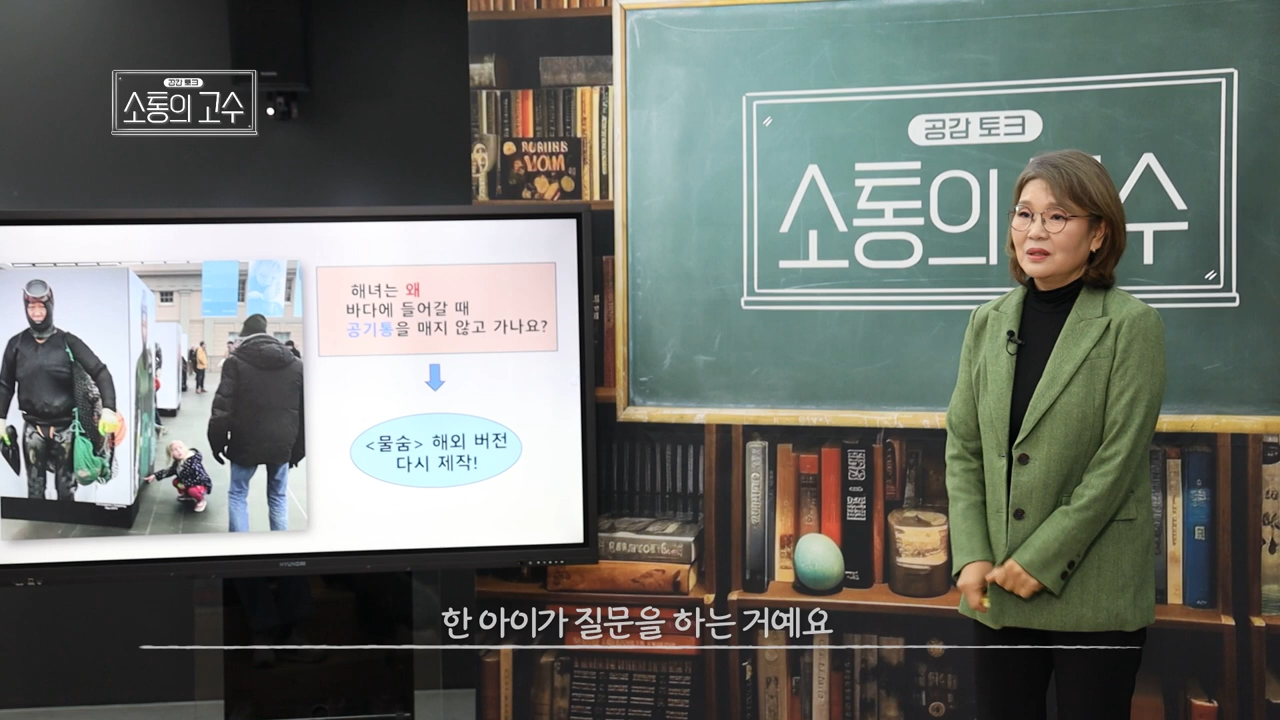 공감 토크
소통의 고수
공감 토크
소통의 수
해녀는 왜
바다에 들어갈 때
공기통을 매지 않고 가나요?
<물숨> 해외 버전
다시 제작!
HYUNDAI
한 아이가 질문을 하는 거예요